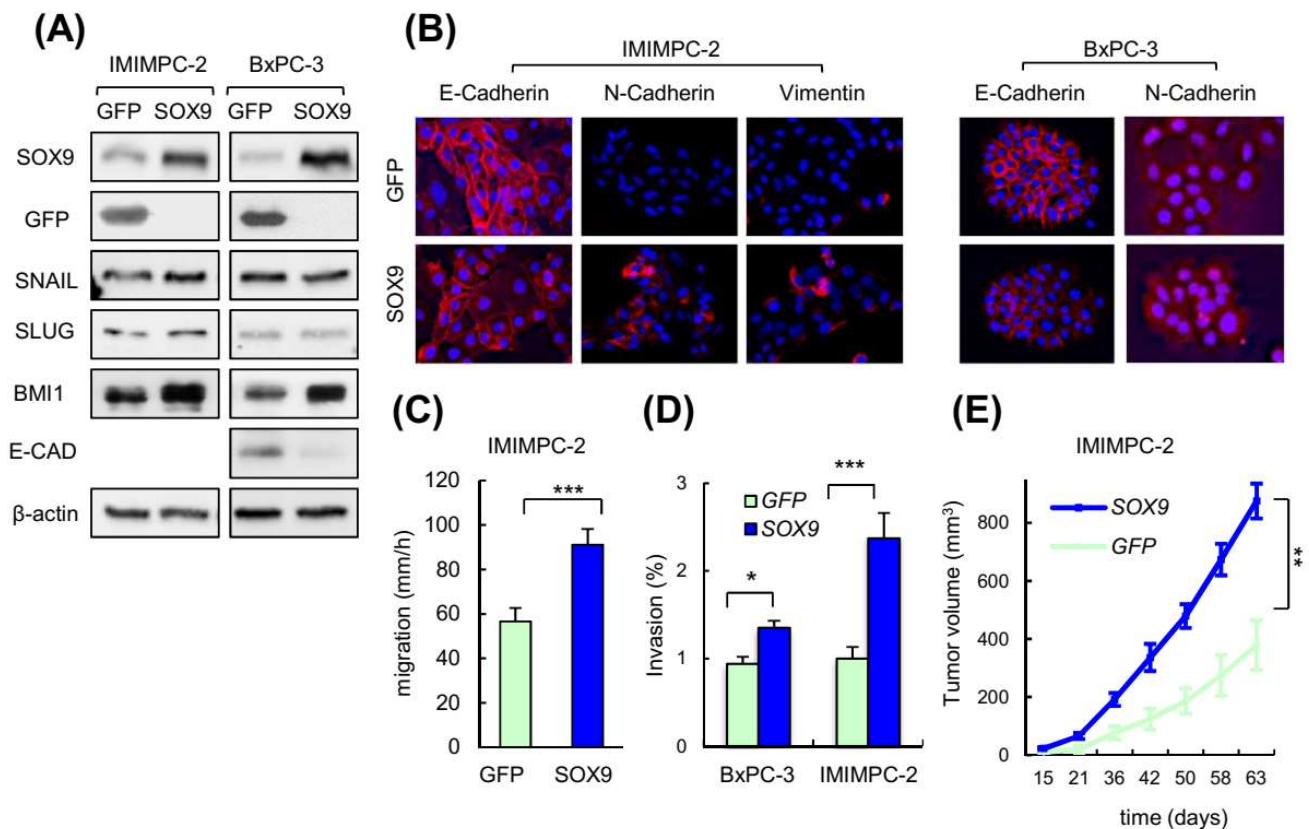 (A)
IMIMPC-2 BxPC-3
GFP SOX9 GFP SOX9
SOX9
GFP
SNAIL
SLUG
BMI1
E-CAD
β-actin
(B)
IMIMPC-2
BxPC-3
E-Cadherin N-Cadherin Vimentin
E-Cadherin N-Cadherin
GFP
SOX9
(C)
IMIMPC-2
migration (mm/h)
120
100
80
60
40
20
0
***
GFP SOX9
(D)
Invasion (%)
3
2
1
0
GFP
SOX9
*
***
BxPC-3 IMIMPC-2
(E)
IMIMPC-2
Tumor volume (mm³)
800
600
400
200
0
SOX9
GFP
**
15 21 36 42 50 58 63
time (days)